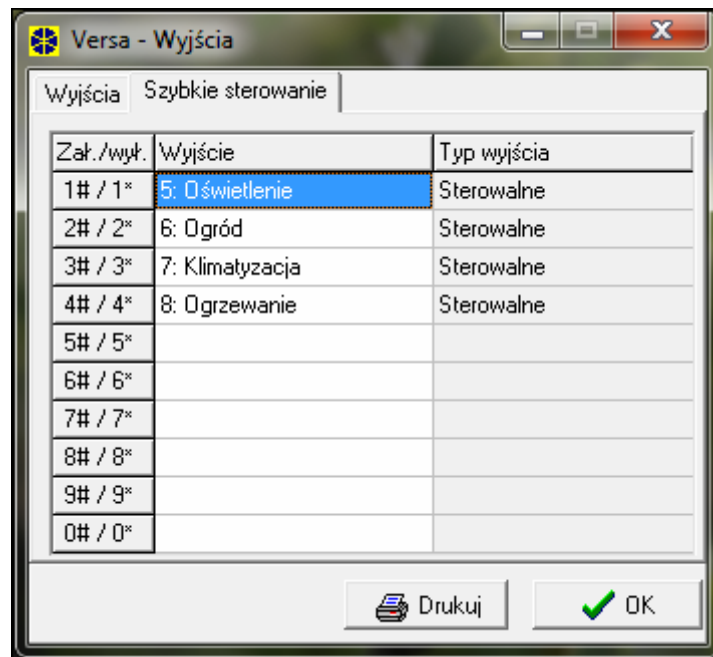 Versa - Wyjścia
Wyjścia Szybkie sterowanie
Zał./wył. Wyjście Typ wyjścia
1# / 1* 5: Oświetlenie Sterowalne
2# / 2* 6: Ogród Sterowalne
3# / 3* 7: Klimatyzacja Sterowalne
4# / 4* 8: Ogrzewanie Sterowalne
5# / 5*
6# / 6*
7# / 7*
8# / 8*
9# / 9*
0# / 0*
Drukuj OK